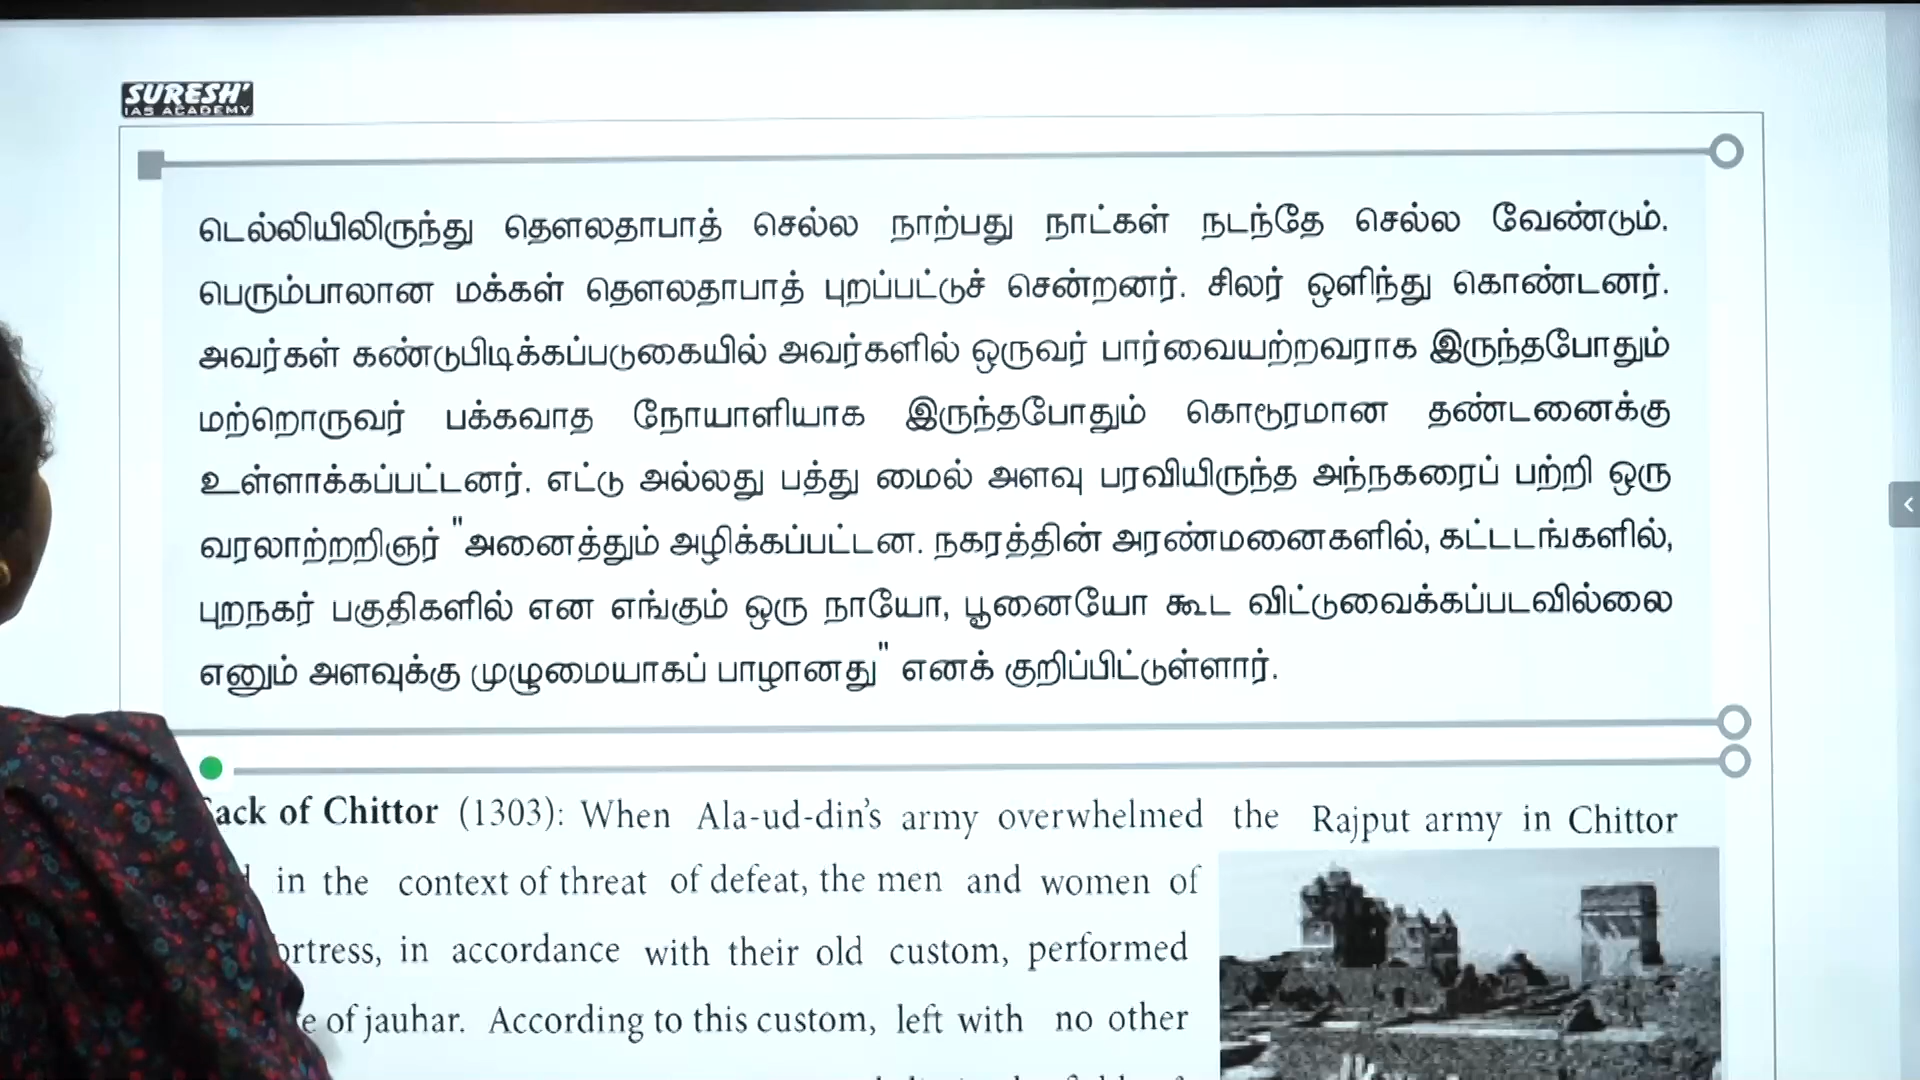 SURESH'
IAS ACADEMY
டெல்லியிலிருந்து தௌலதாபாத் செல்ல நாற்பது நாட்கள் நடந்தே செல்ல வேண்டும்.
பெரும்பாலான மக்கள் தௌலதாபாத் புறப்பட்டுச் சென்றனர். சிலர் ஒளிந்து கொண்டனர்.
அவர்கள் கண்டுபிடிக்கப்படுகையில் அவர்களில் ஒருவர் பார்வையற்றவராக இருந்தபோதும்
மற்றொருவர் பக்கவாத நோயாளியாக இருந்தபோதும் கொடூரமான தண்டனைக்கு
உள்ளாக்கப்பட்டனர். எட்டு அல்லது பத்து மைல் அளவு பரவியிருந்த அந்நகரைப் பற்றி ஒரு
வரலாற்றறிஞர் "அனைத்தும் அழிக்கப்பட்டன. நகரத்தின் அரண்மனைகளில், கட்டடங்களில்,
புறநகர் பகுதிகளில் என எங்கும் ஒரு நாயோ, பூனையோ கூட விட்டுவைக்கப்படவில்லை
எனும் அளவுக்கு முழுமையாகப் பாழானது" எனக் குறிப்பிட்டுள்ளார்.
Sack of Chittor (1303): When Ala-ud-din's army overwhelmed the Rajput army in Chittor
in the context of threat of defeat, the men and women of
fortress, in accordance with their old custom, performed
of jauhar. According to this custom, left with no other